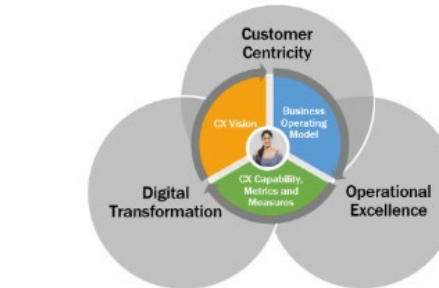 Customer
Centricity
CX Vision
Business
Operating
Model
CX Capability,
Metrics and
Measures
Digital
Transformation
Operational
Excellence